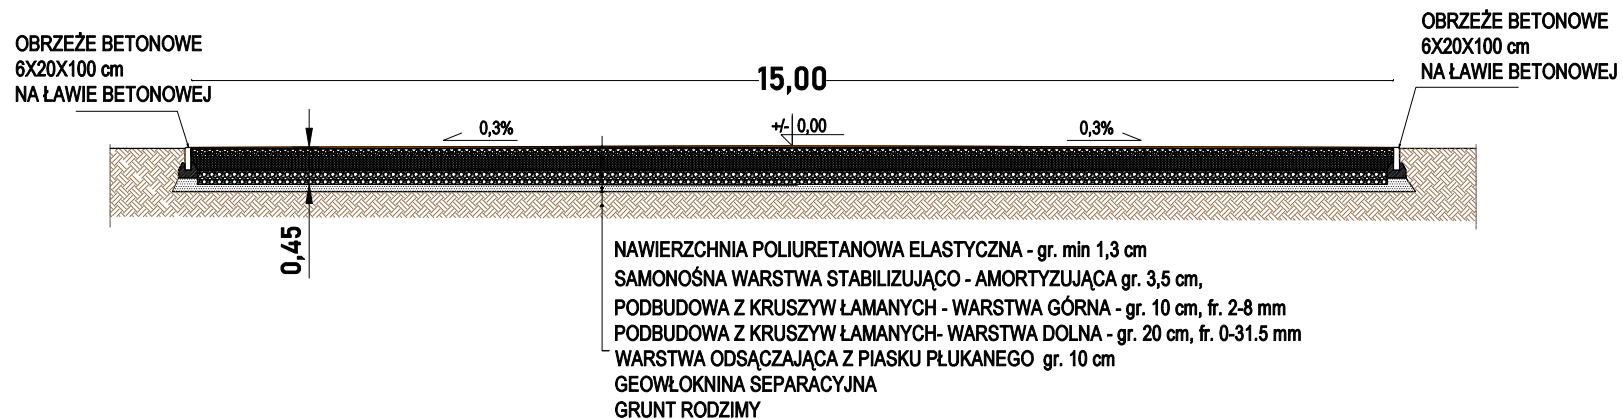 OBRZEŻE BETONOWE
6X20X100 cm
NA ŁAWIE BETONOWEJ
OBRZEŻE BETONOWE
6X20X100 cm
NA ŁAWIE BETONOWEJ
15,00
0,3%
+/- 0,00
0,3%
0,45
NAWIERZCHNIA POLIURETANOWA ELASTYCZNA - gr. min 1,3 cm
SAMONOŚNA WARSTWA STABILIZUJĄCO - AMORTYZUJĄCA gr. 3,5 cm,
PODBUDOWA Z KRUSZYW ŁAMANYCH - WARSTWA GÓRNA - gr. 10 cm, fr. 2-8 mm
PODBUDOWA Z KRUSZYW ŁAMANYCH- WARSTWA DOLNA - gr. 20 cm, fr. 0-31.5 mm
WARSTWA ODSĄCZAJĄCA Z PIASKU PŁUKANEGO gr. 10 cm
GEOWŁOKNINA SEPARACYJNA
GRUNT RODZIMY